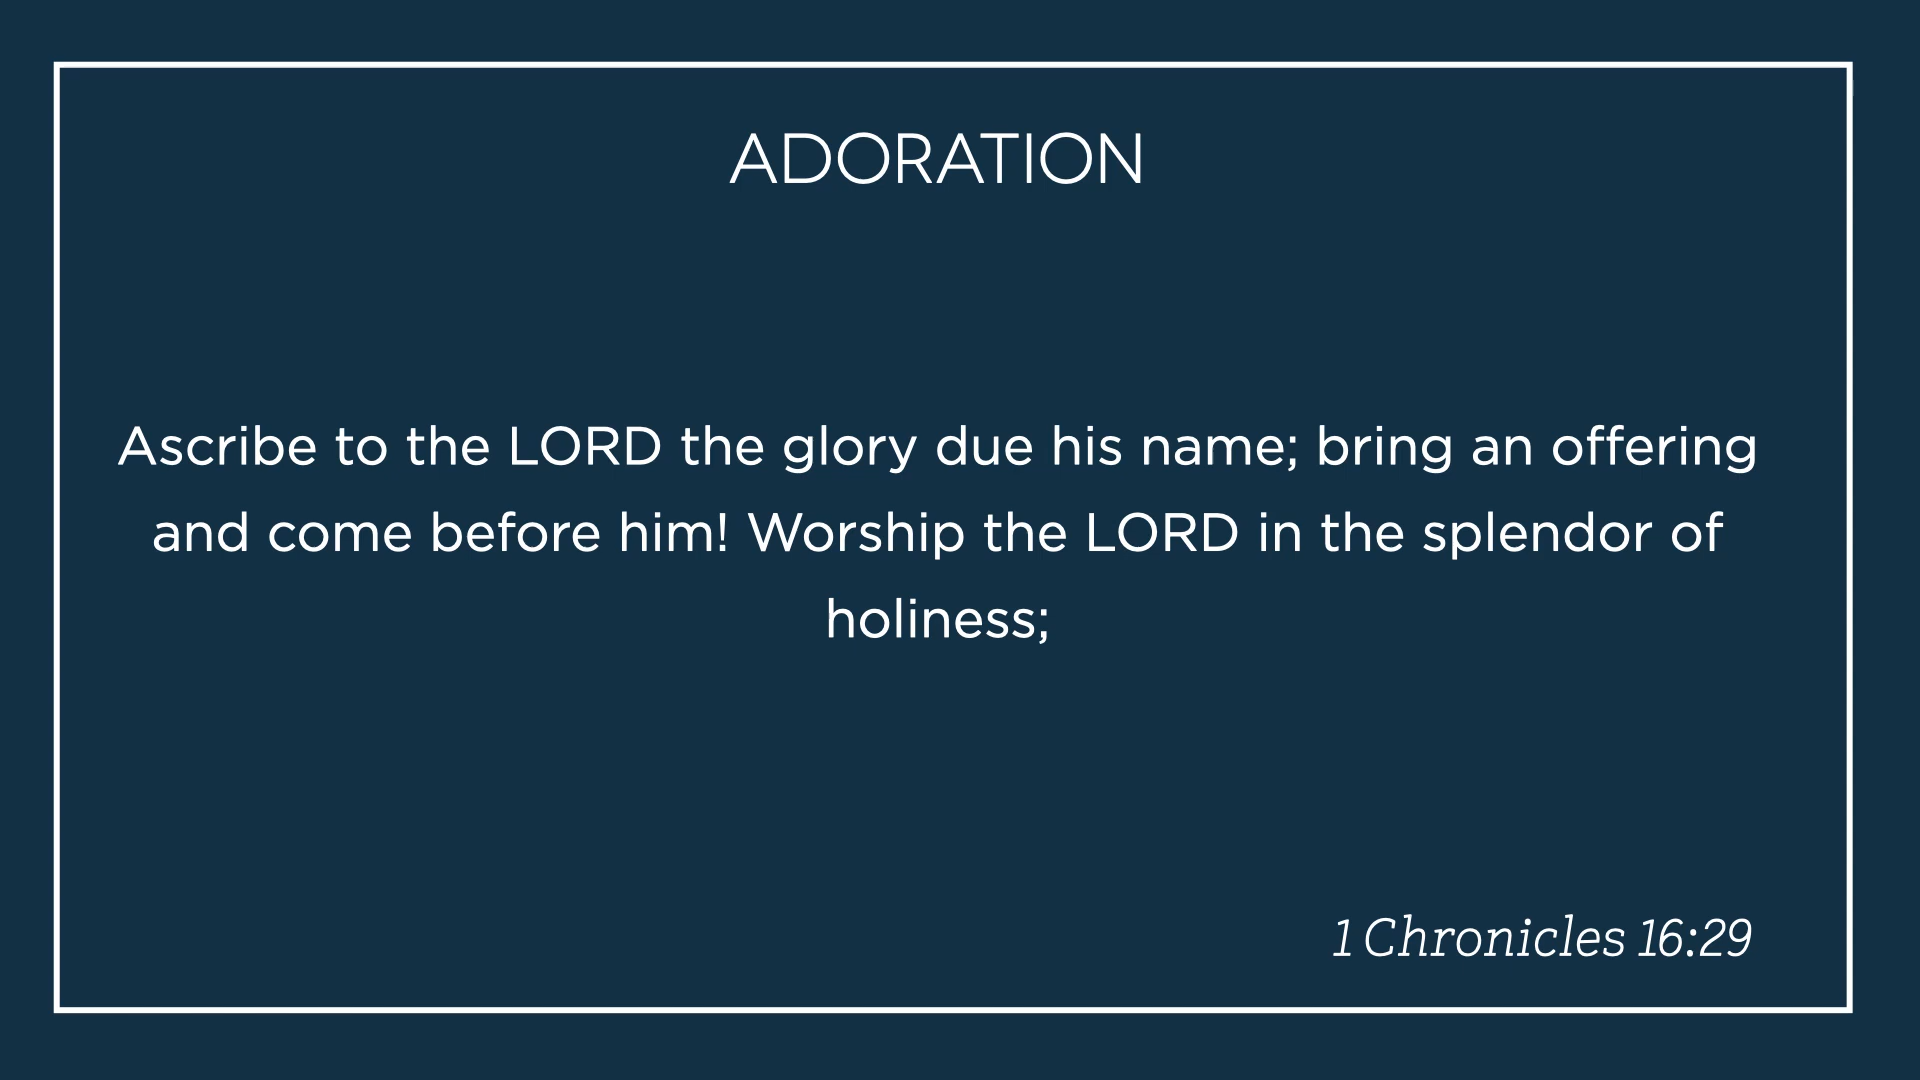 ADORATION
Ascribe to the LORD the glory due his name; bring an offering
and come before him! Worship the LORD in the splendor of
holiness;
1 Chronicles 16:29